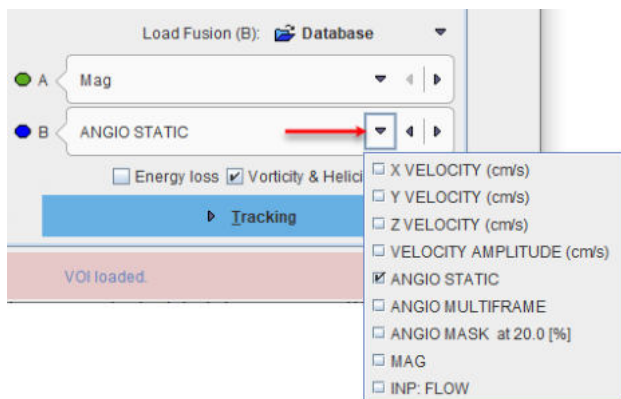 Load Fusion (B): Database
A Mag
B ANGIO STATIC
Energy loss Vorticity & Helici
Tracking
VOI loaded.
X VELOCITY (cm/s)
Y VELOCITY (cm/s)
Z VELOCITY (cm/s)
VELOCITY AMPLITUDE (cm/s)
ANGIO STATIC
ANGIO MULTIFRAME
ANGIO MASK at 20.0 [%]
MAG
INP: FLOW